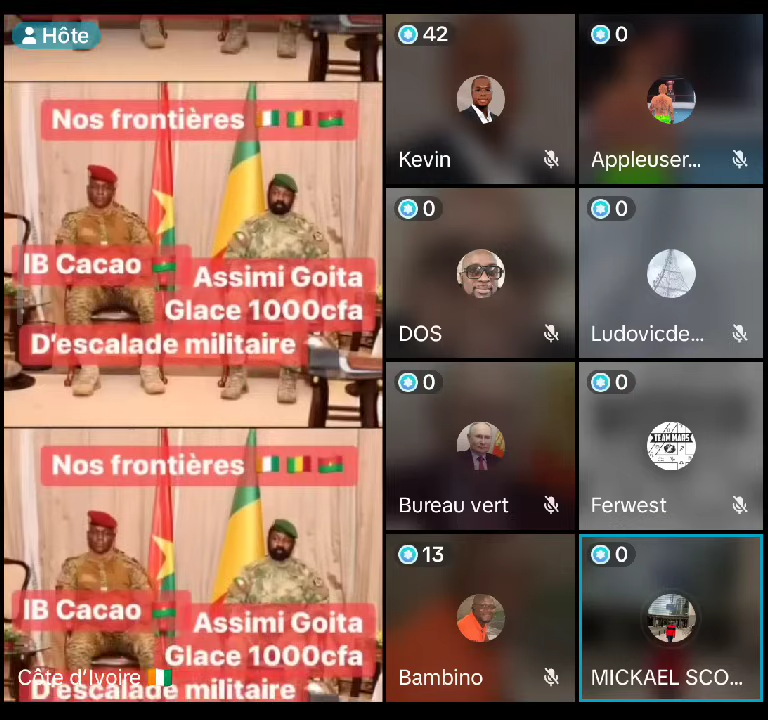 Hôte
Nos frontières
IB Cacao
Assimi Goita
Glace 1000cfa
D'escalade militaire
Nos frontières
IB Cacao
Assimi Goita
Glace 1000cfa
Côte d'Ivoire
D'escalade militaire
42
Kevin
0
Appleuser...
0
DOS
0
Ludovicde...
0
Bureau vert
0
TEAM MARS
Ferwest
13
Bambino
0
MICKAEL SCO...